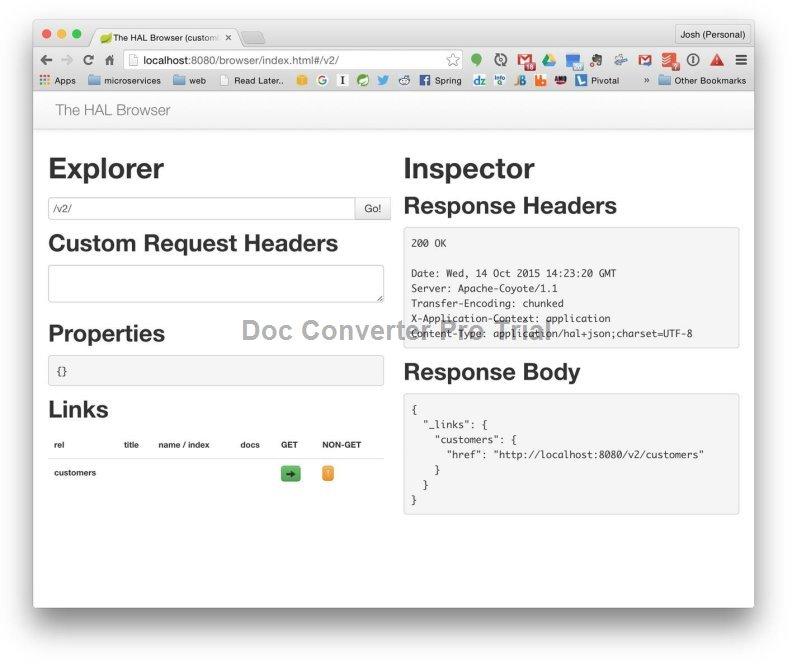 The HAL Browser (custom
Josh (Personal)
localhost:8080/browser/index.html#/v2/
18
Apps microservices web Read Later.. Spring dz Info Q JB Pivotal » Other Bookmarks
The HAL Browser
Explorer
/v2/ Go!
Custom Request Headers
Properties
{}
Links
rel title name / index docs GET NON-GET
customers
Inspector
Response Headers
200 OK
Date: Wed, 14 Oct 2015 14:23:20 GMT
Server: Apache-Coyote/1.1
Transfer-Encoding: chunked
X-Application-Context: application
Content-Type: application/hal+json;charset=UTF-8
Response Body
{
"_links": {
"customers": {
"href": "http://localhost:8080/v2/customers"
}
}
}
Doc Converter Pro Trial